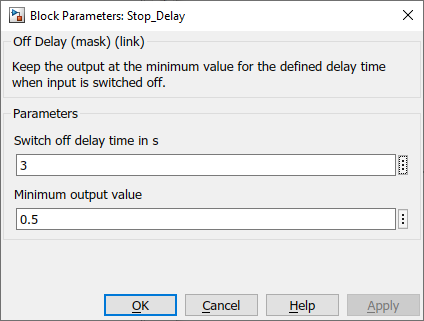 Block Parameters: Stop_Delay
Off Delay (mask) (link)
Keep the output at the minimum value for the defined delay time
when input is switched off.
Parameters
Switch off delay time in s
3
Minimum output value
0.5
OK Cancel Help Apply